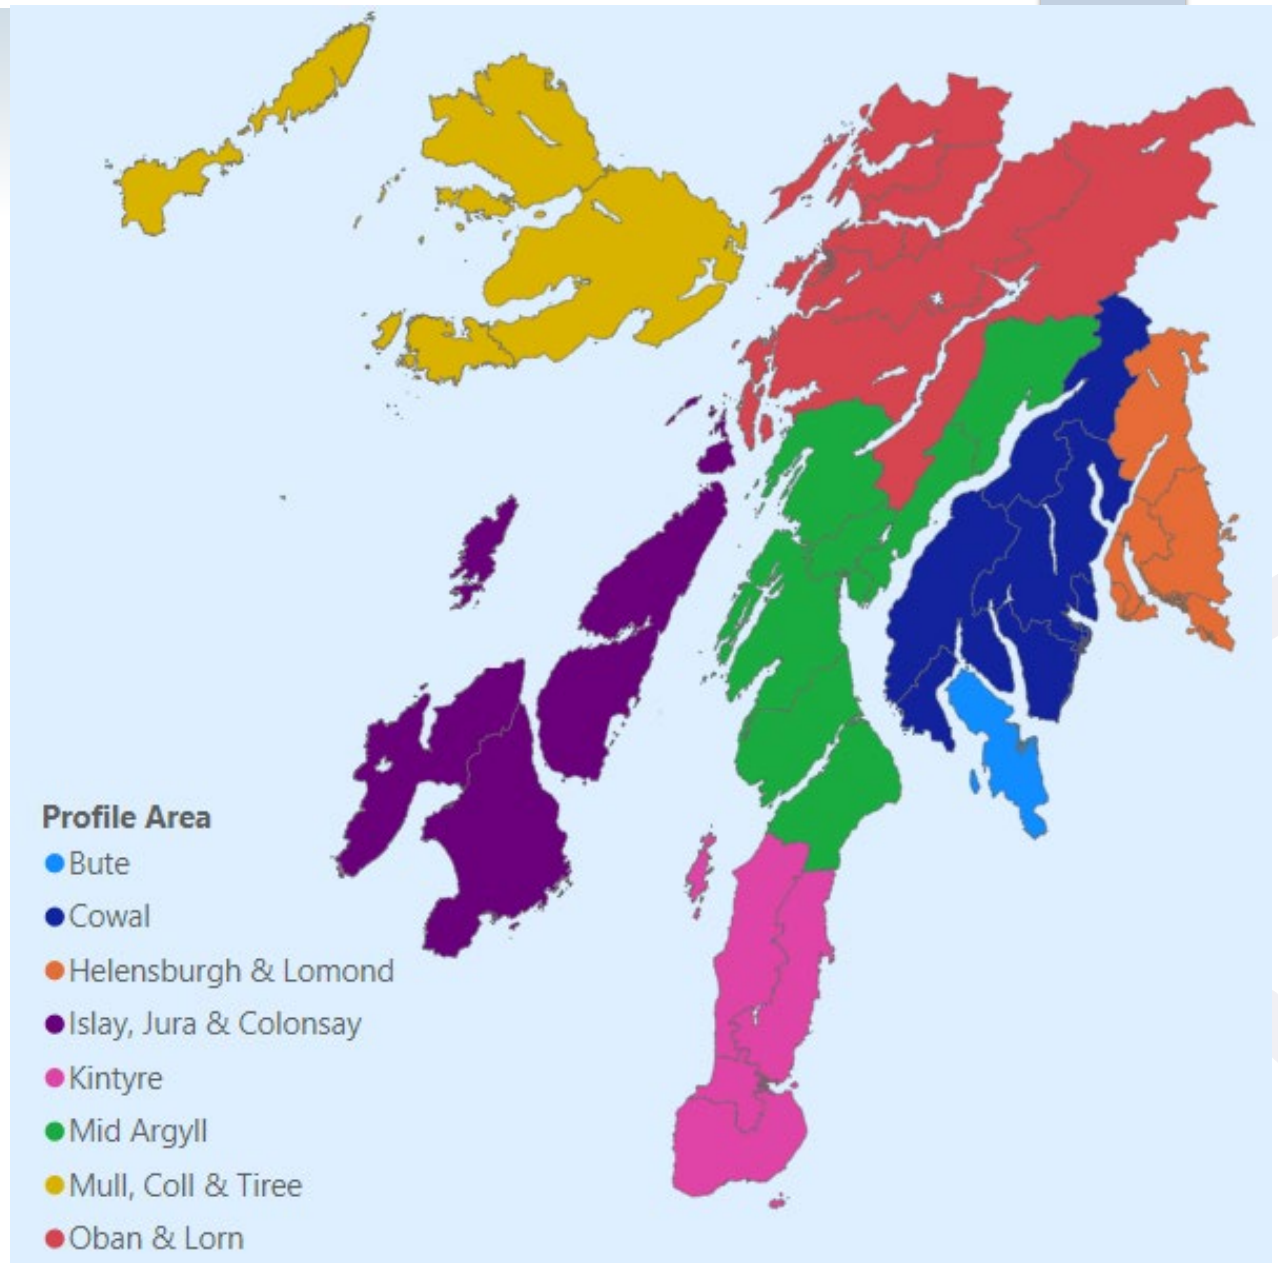 Profile Area
Bute
Cowal
Helensburgh & Lomond
Islay, Jura & Colonsay
Kintyre
Mid Argyll
Mull, Coll & Tiree
Oban & Lorn